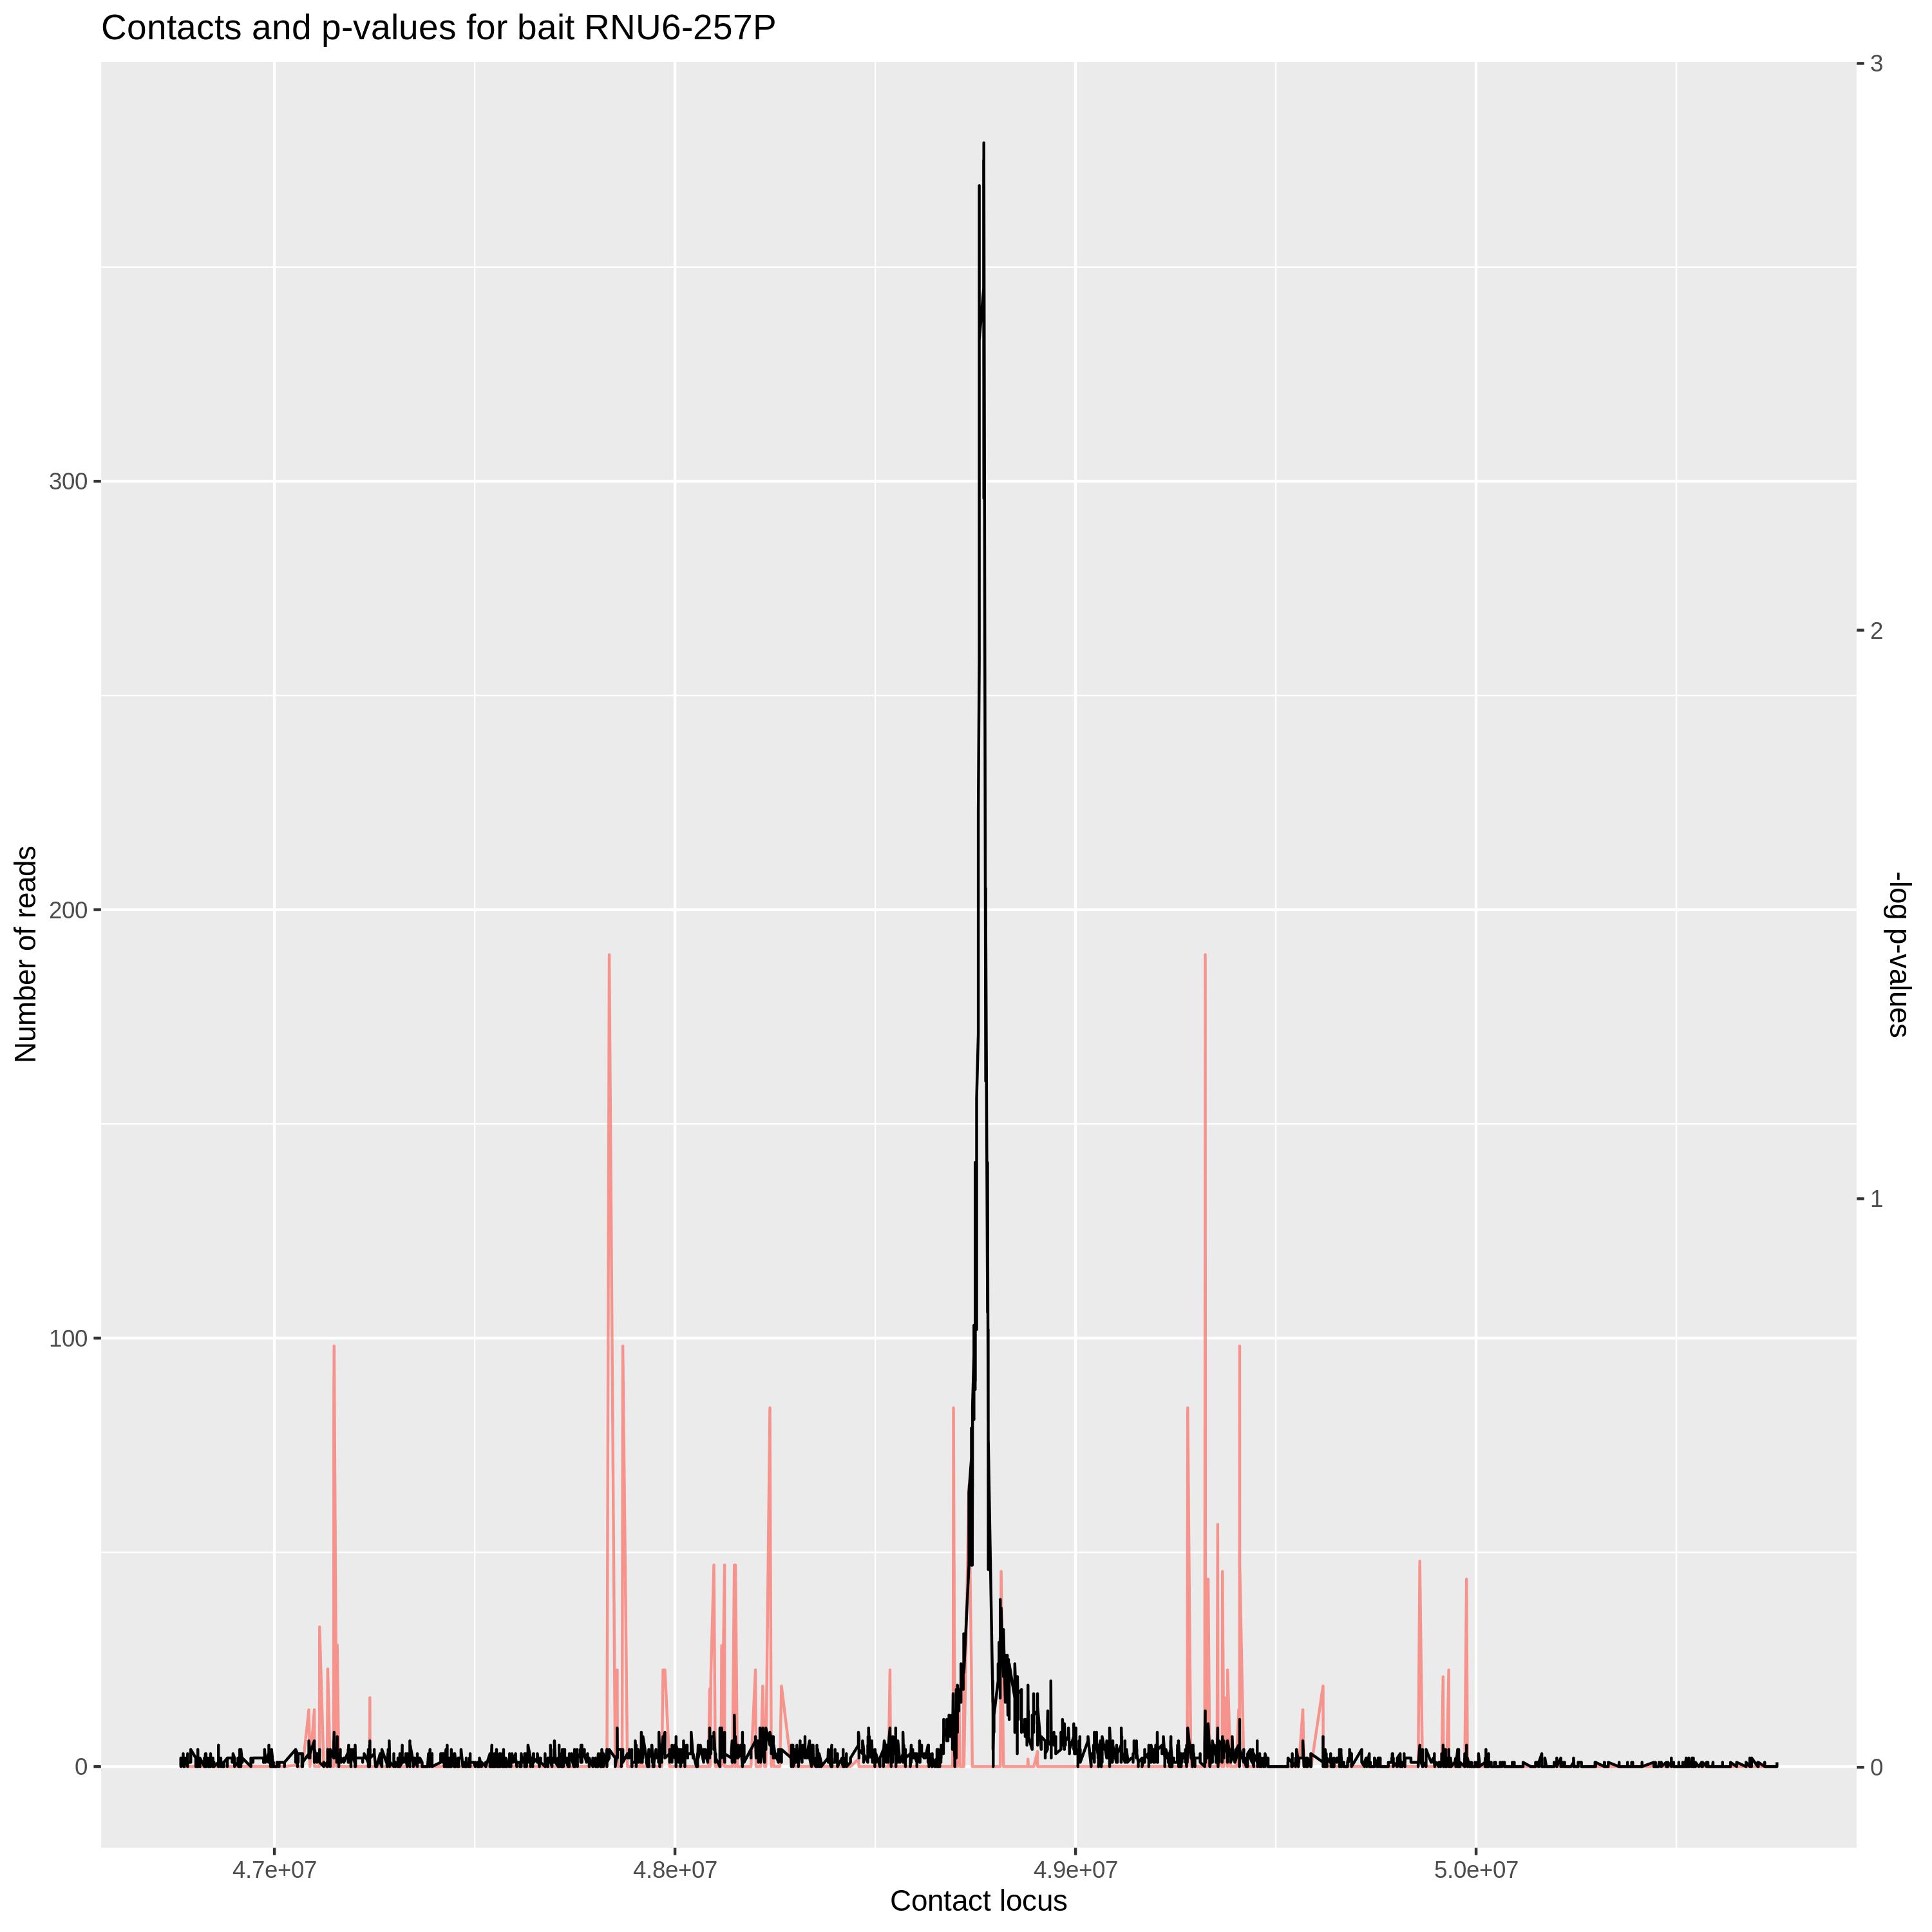 Contacts and p-values for bait RNU6-257P
3
300
2
200
1
100
0
0
Number of reads
-log p-values
4.7e+07
4.8e+07
4.9e+07
5.0e+07
Contact locus